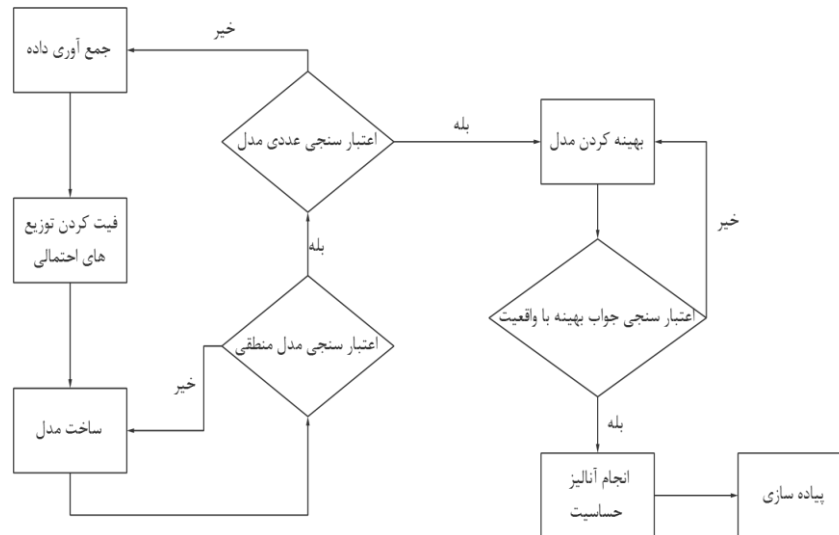 جمع آوری داده
خیر
اعتبار سنجی عددی مدل
بله
بهینه کردن مدل
خیر
فیت کردن توزیع
های احتمالی
بله
اعتبار سنجی مدل منطقی
خیر
ساخت مدل
اعتبار سنجی جواب بهینه با واقعیت
بله
انجام آنالیز
حساسیت
پیاده سازی